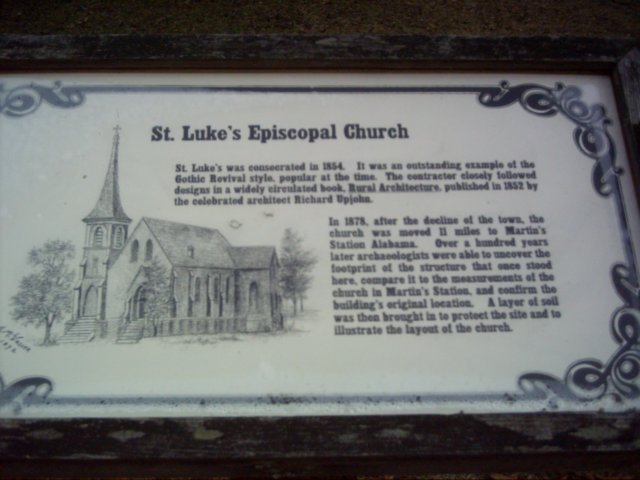 St. Luke's Episcopal Church
St. Luke's was consecrated in 1854. It was an outstanding example of the
Gothic Revival style, popular at the time. The contractor closely followed
designs in a widely circulated book, Rural Architecture, published in 1852 by
the celebrated architect Richard Upjohn.
In 1878, after the decline of the town, the
church was moved 11 miles to Martin's
Station Alabama. Over a hundred years
later archaeologists were able to uncover the
footprint of the structure that once stood
here, compare it to the measurements of the
church in Martin's Station, and confirm the
building's original location. A layer of soil
was then brought in to protect the site and to
illustrate the layout of the church.